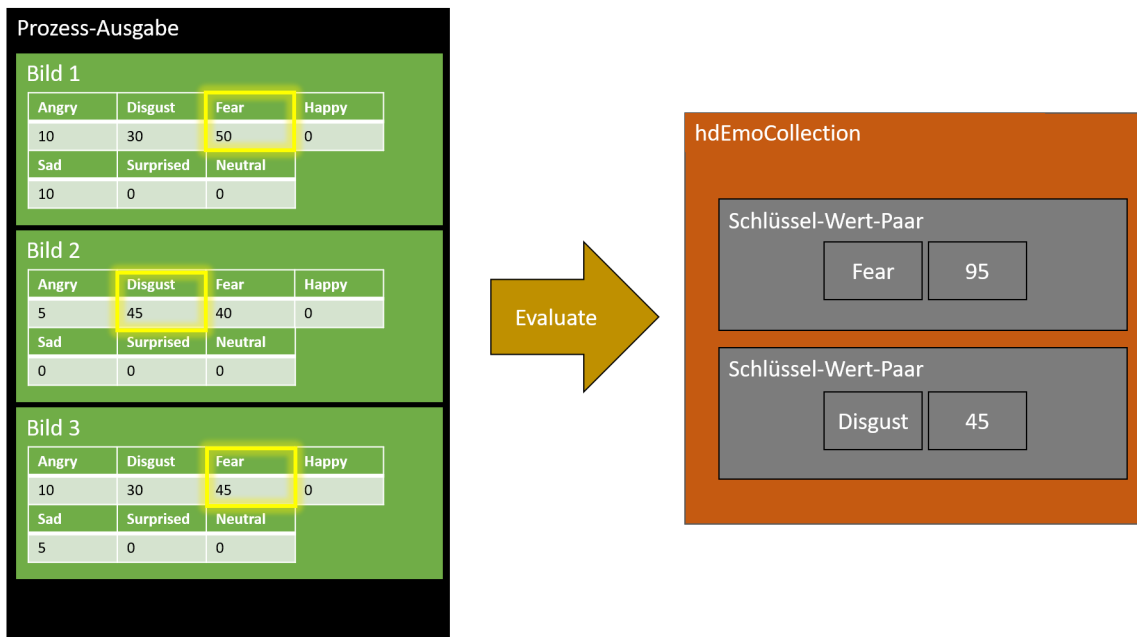 Prozess-Ausgabe
Bild 1
Angry Disgust Fear Happy
10 30 50 0
Sad Surprised Neutral
10 0 0
Bild 2
Angry Disgust Fear Happy
5 45 40 0
Sad Surprised Neutral
0 0 0
Bild 3
Angry Disgust Fear Happy
10 30 45 0
Sad Surprised Neutral
5 0 0
Evaluate
hdEmoCollection
Schlüssel-Wert-Paar
Fear 95
Schlüssel-Wert-Paar
Disgust 45